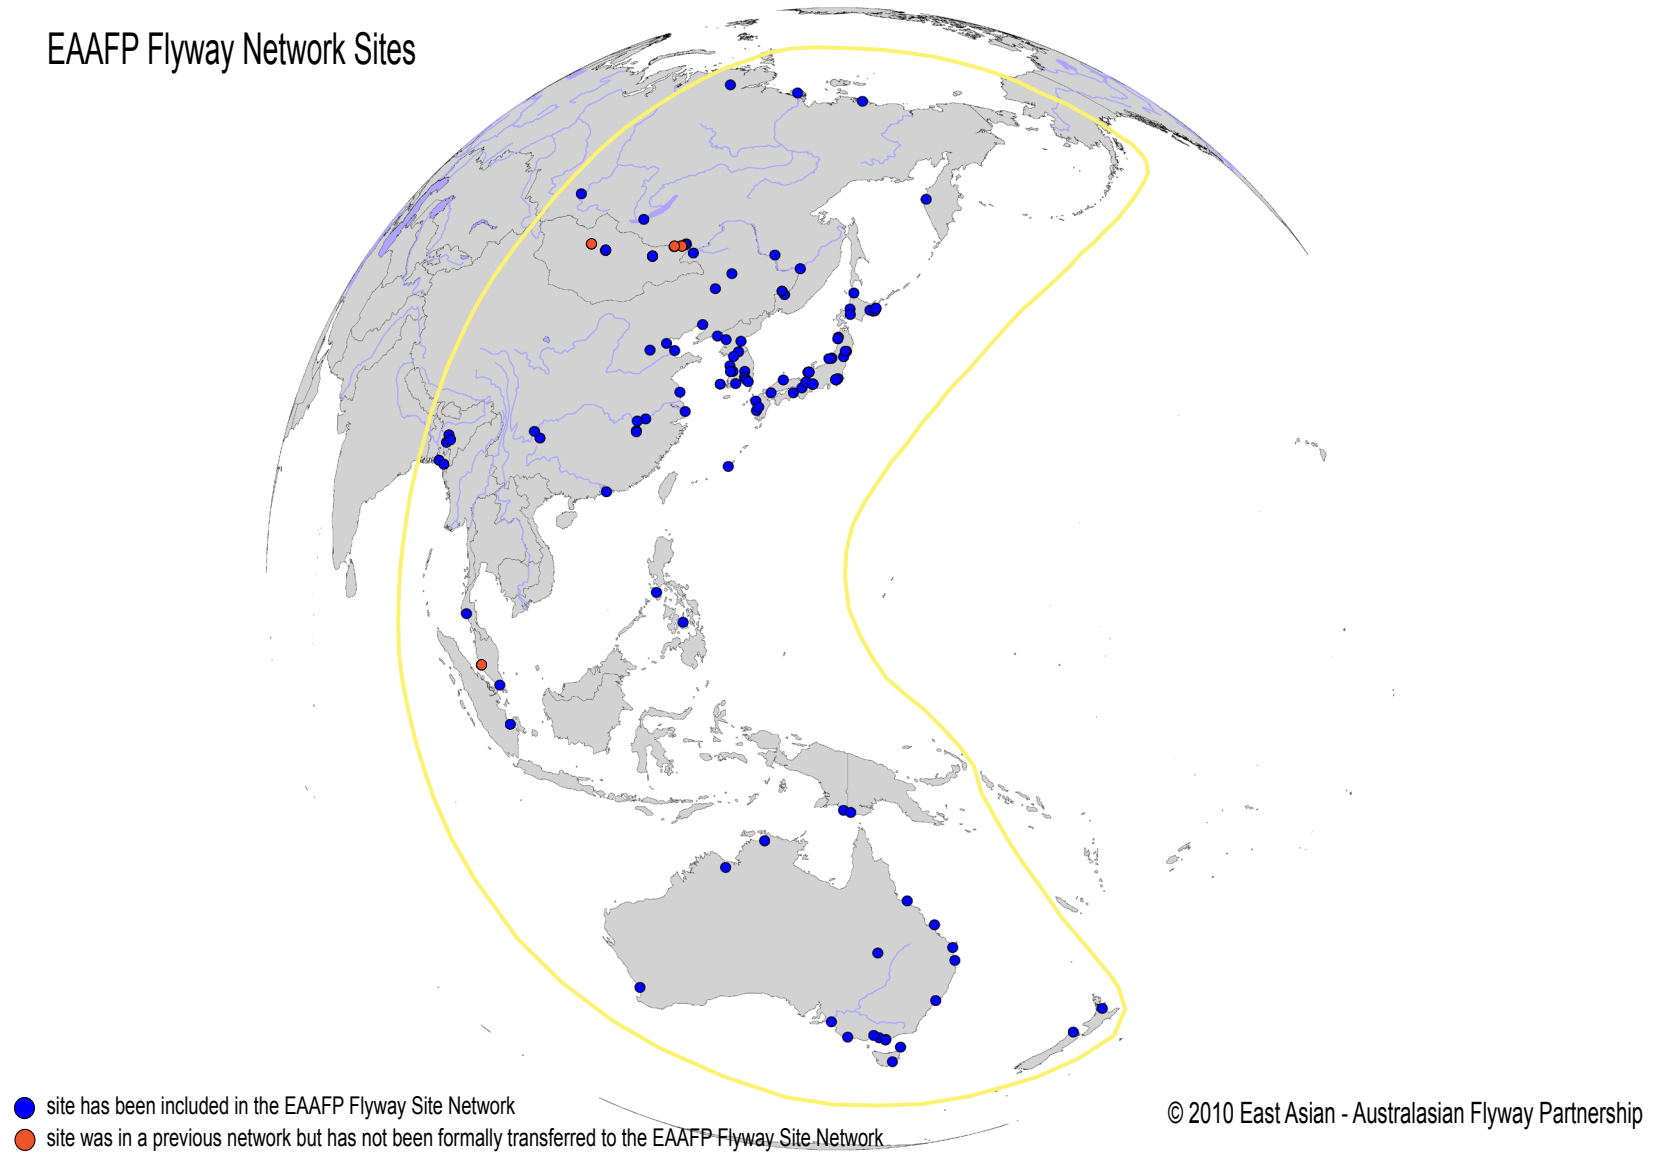 EAAFP Flyway Network Sites
site has been included in the EAAFP Flyway Site Network
site was in a previous network but has not been formally transferred to the EAAFP Flyway Site Network
© 2010 East Asian - Australasian Flyway Partnership